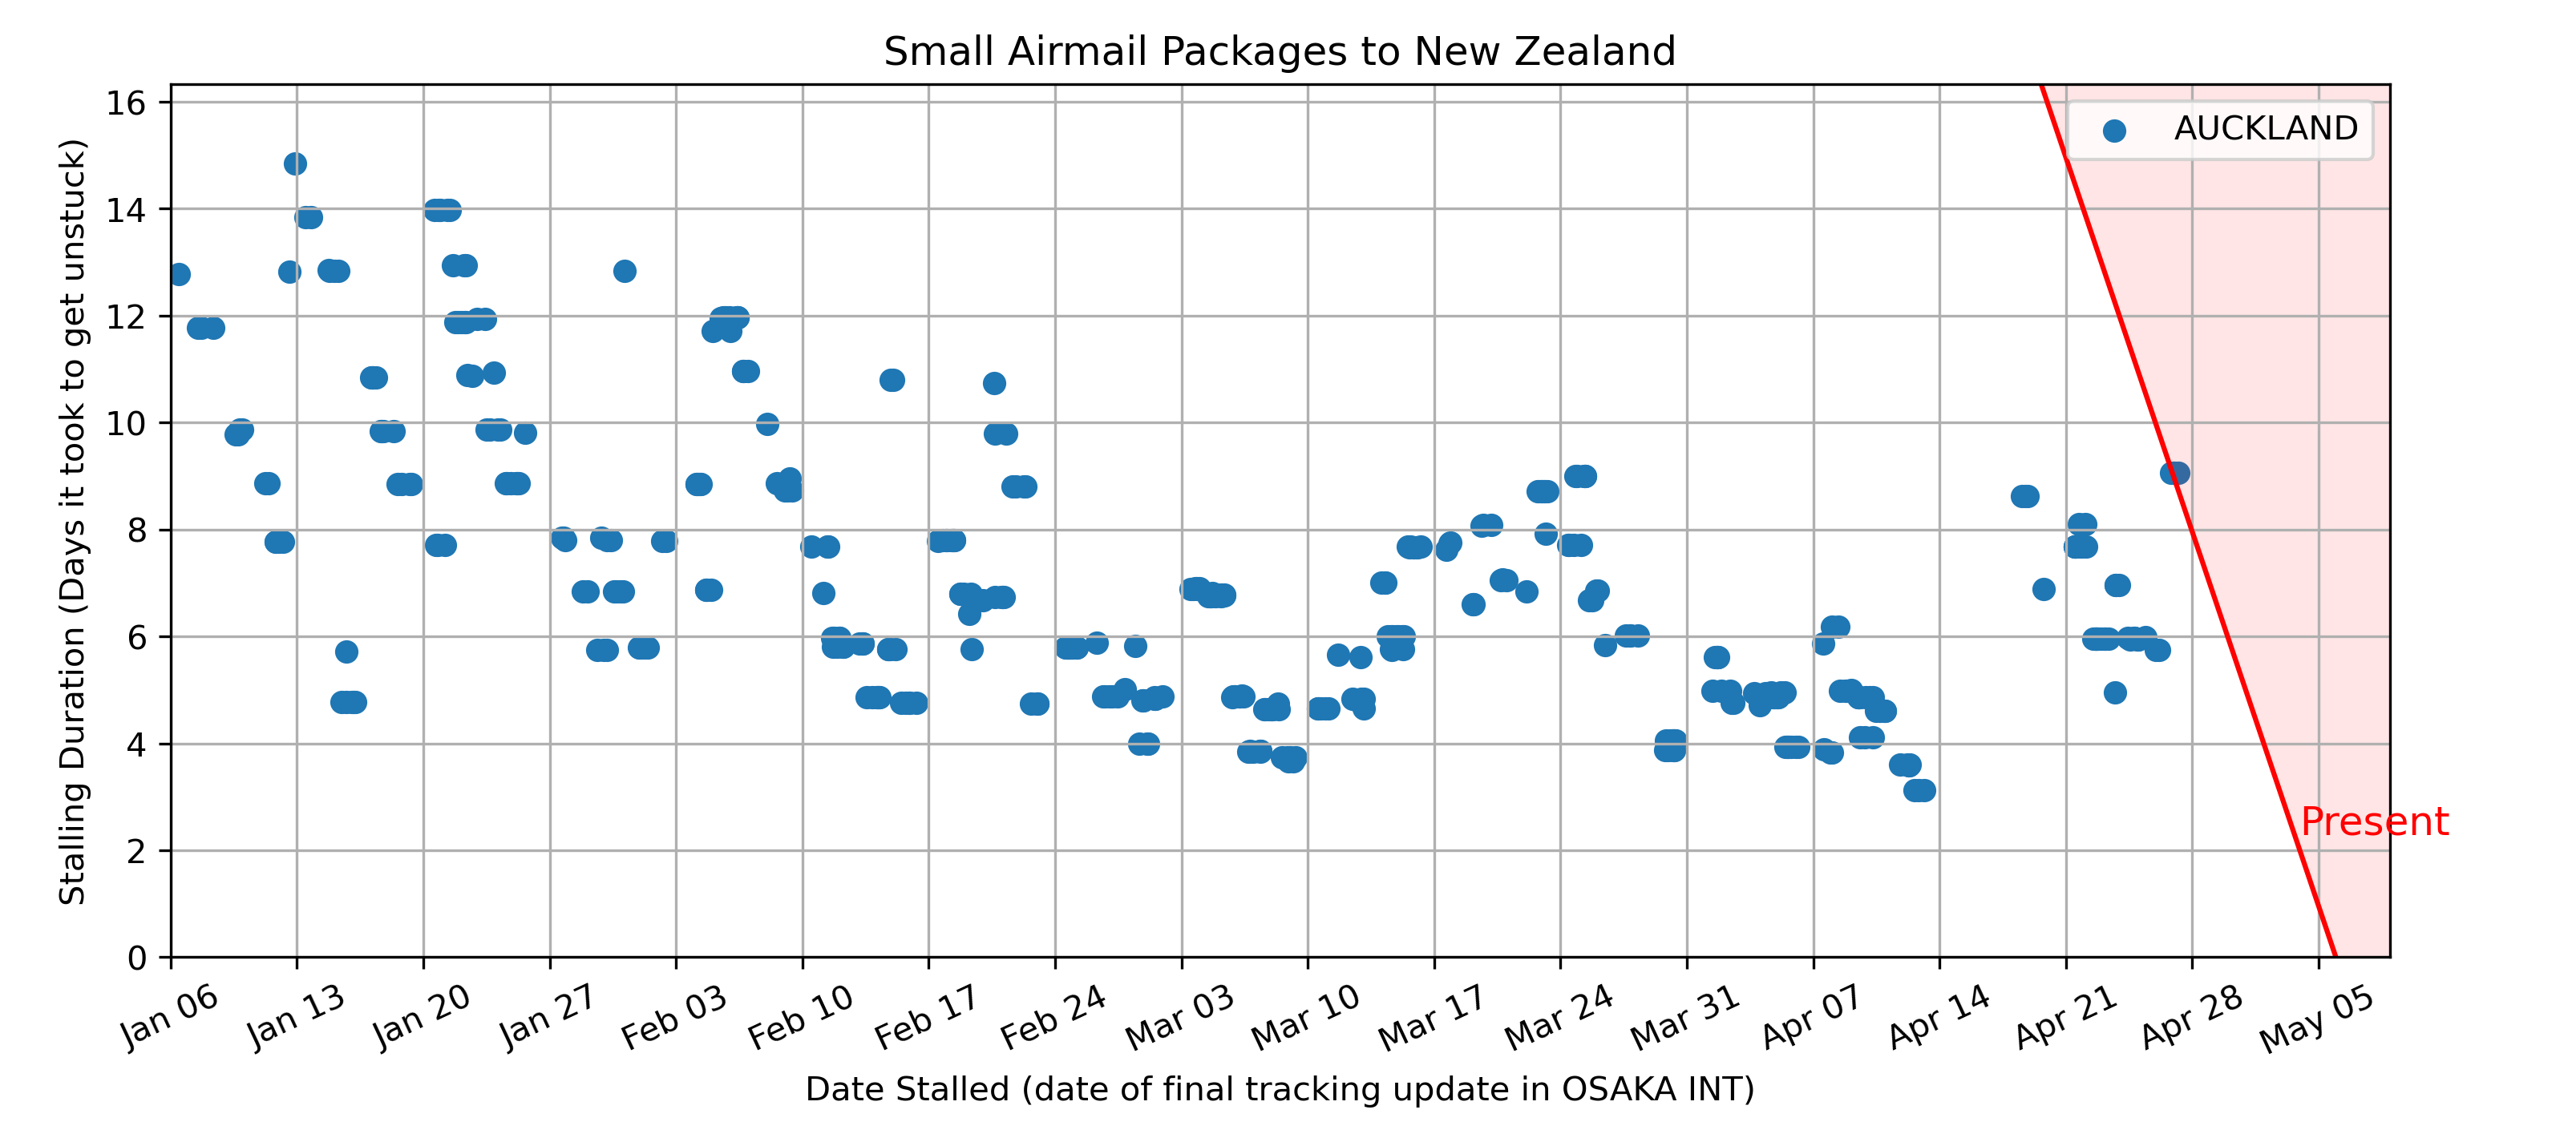 Small Airmail Packages to New Zealand
AUCKLAND
Present
Stalling Duration (Days it took to get unstuck)
16
14
12
10
8
6
4
2
0
Jan 06
Jan 13
Jan 20
Jan 27
Feb 03
Feb 10
Feb 17
Feb 24
Mar 03
Mar 10
Mar 17
Mar 24
Mar 31
Apr 07
Apr 14
Apr 21
Apr 28
May 05
Date Stalled (date of final tracking update in OSAKA INT)